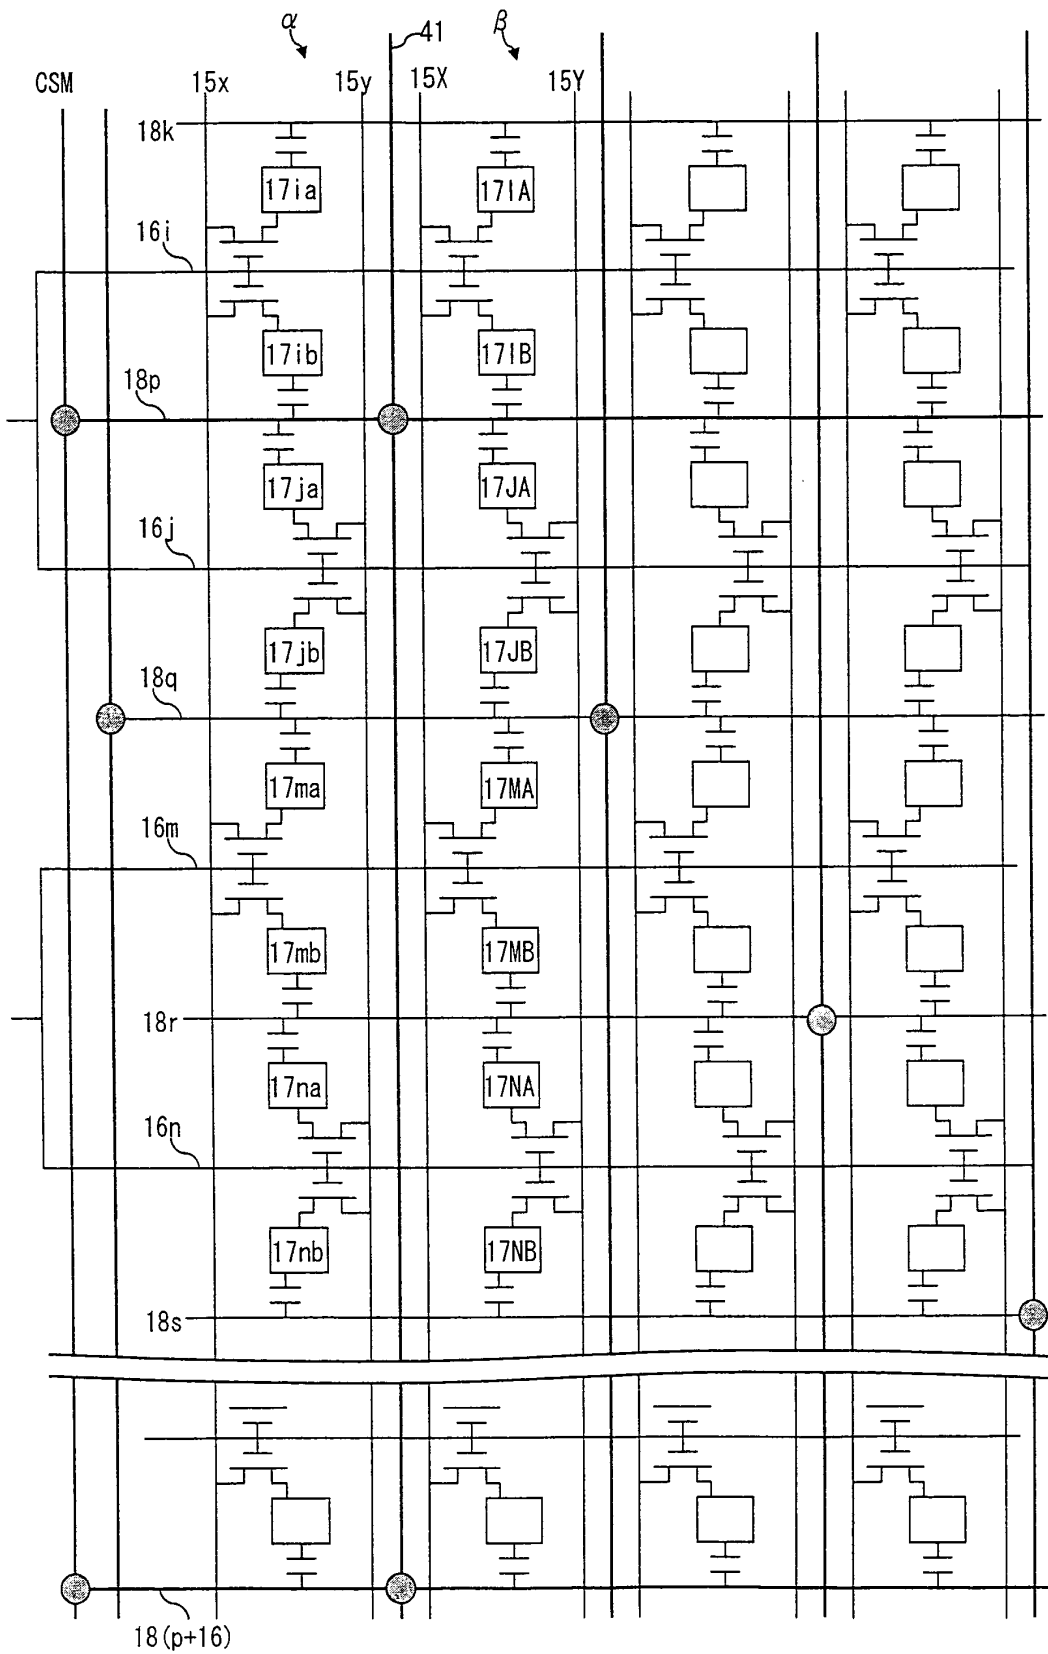 α 41 β
CSM 15x 15y 15X 15Y
18k
17ia 17IA
16i
17ib 17IB
18p
17ja 17JA
16j
17jb 17JB
18q
17ma 17MA
16m
17mb 17MB
18r
17na 17NA
16n
17nb 17NB
18s
18(p+16)